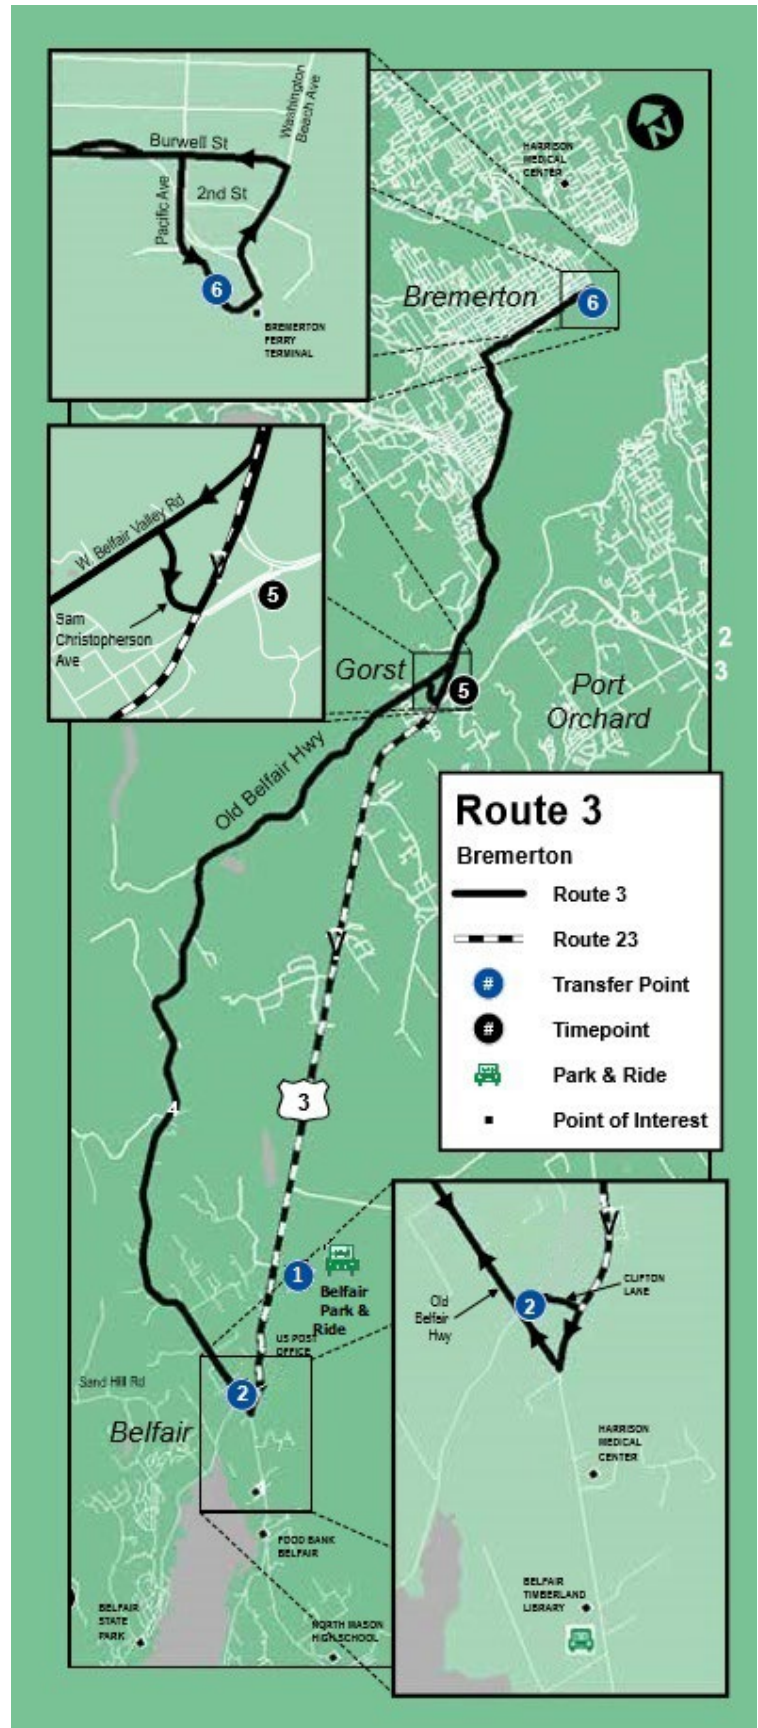 Burwell St
Washington
Beach Ave
Pacific Ave
2nd St
6
BREMERTON
FERRY
TERMINAL
N
HARRISON
MEDICAL
CENTER
Bremerton
6
W. Belfair Valley Rd
Sam
Christopherson
Ave
5
Gorst
5
Port
Orchard
2
3
Old Belfair Hwy
Route 3
Bremerton
Route 3
Route 23
# Transfer Point
# Timepoint
Park & Ride
Point of Interest
4
3
1
Belfair
Park &
Ride
US POST
OFFICE
Sand Hill Rd
2
Belfair
FOOD BANK
BELFAIR
BELFAIR
STATE
PARK
NORTH MASON
HIGH SCHOOL
2
CLIFTON
LANE
Old
Belfair
Hwy
HARRISON
MEDICAL
CENTER
BELFAIR
TIMBERLAND
LIBRARY